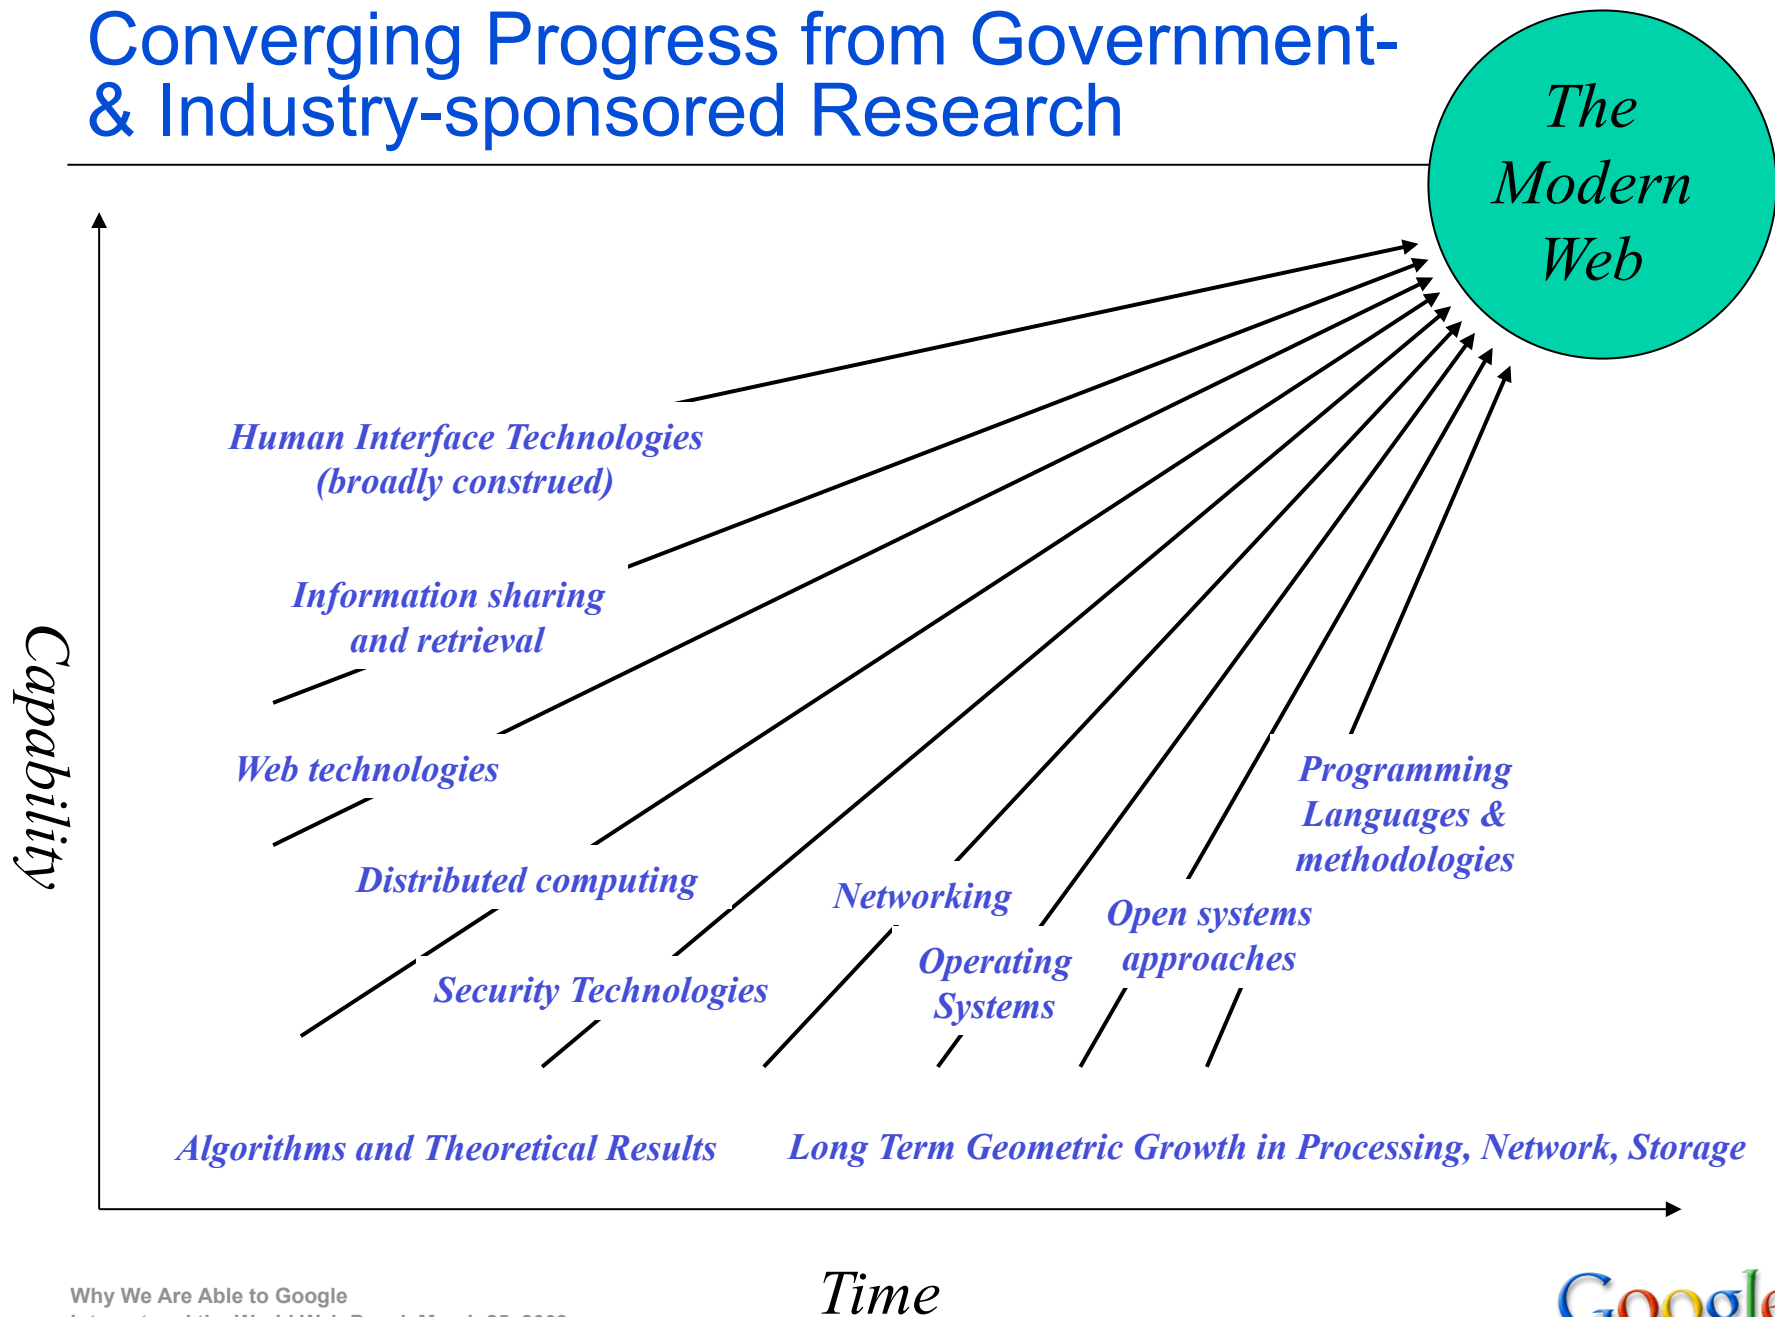 Converging Progress from Government-
& Industry-sponsored Research
The
Modern
Web
Human Interface Technologies
(broadly construed)
Information sharing
and retrieval
Web technologies
Programming
Languages &
methodologies
Distributed computing
Networking
Open systems
approaches
Operating
Systems
Security Technologies
Algorithms and Theoretical Results
Long Term Geometric Growth in Processing, Network, Storage
Capability
Time
Why We Are Able to Google
Google